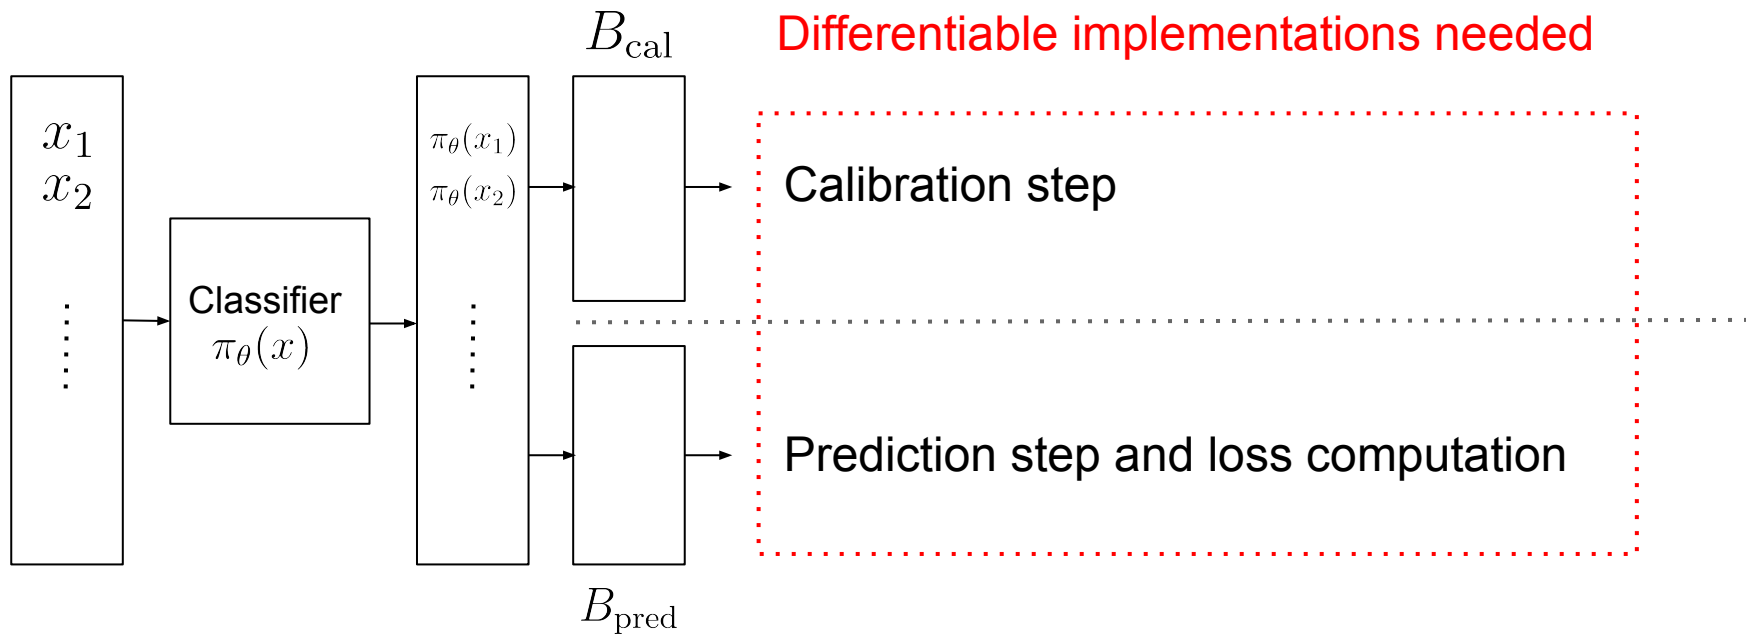 B_cal
Differentiable implementations needed
x_1
x_2
π_θ(x_1)
π_θ(x_2)
Calibration step
Classifier
π_θ(x)
Prediction step and loss computation
B_pred